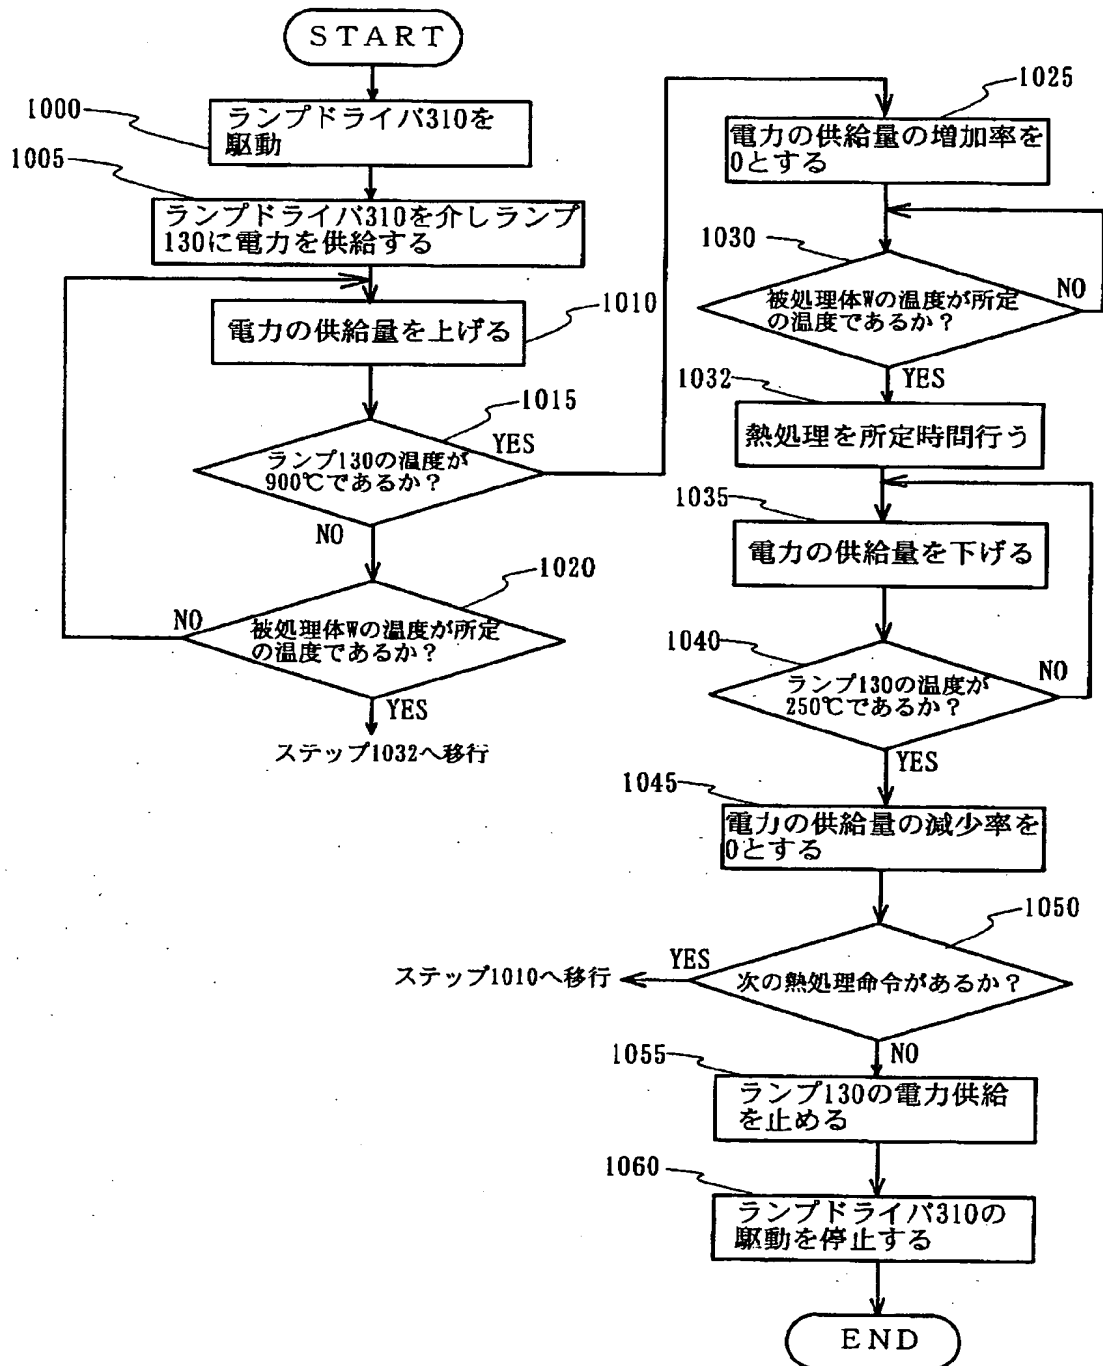 START
1000
ランプドライバ310を
駆動
1005
ランプドライバ310を介しランプ
130に電力を供給する
1010
電力の供給量を上げる
1015
ランプ130の温度が
900℃であるか?
YES
NO
1020
被処理体Wの温度が所定
の温度であるか?
NO
YES
ステップ1032へ移行
1025
電力の供給量の増加率を
0とする
1030
被処理体Wの温度が所定
の温度であるか?
NO
YES
1032
熱処理を所定時間行う
1035
電力の供給量を下げる
1040
ランプ130の温度が
250℃であるか?
NO
YES
1045
電力の供給量の減少率を
0とする
1050
次の熱処理命令があるか?
YES
ステップ1010へ移行
NO
1055
ランプ130の電力供給
を止める
1060
ランプドライバ310の
駆動を停止する
END